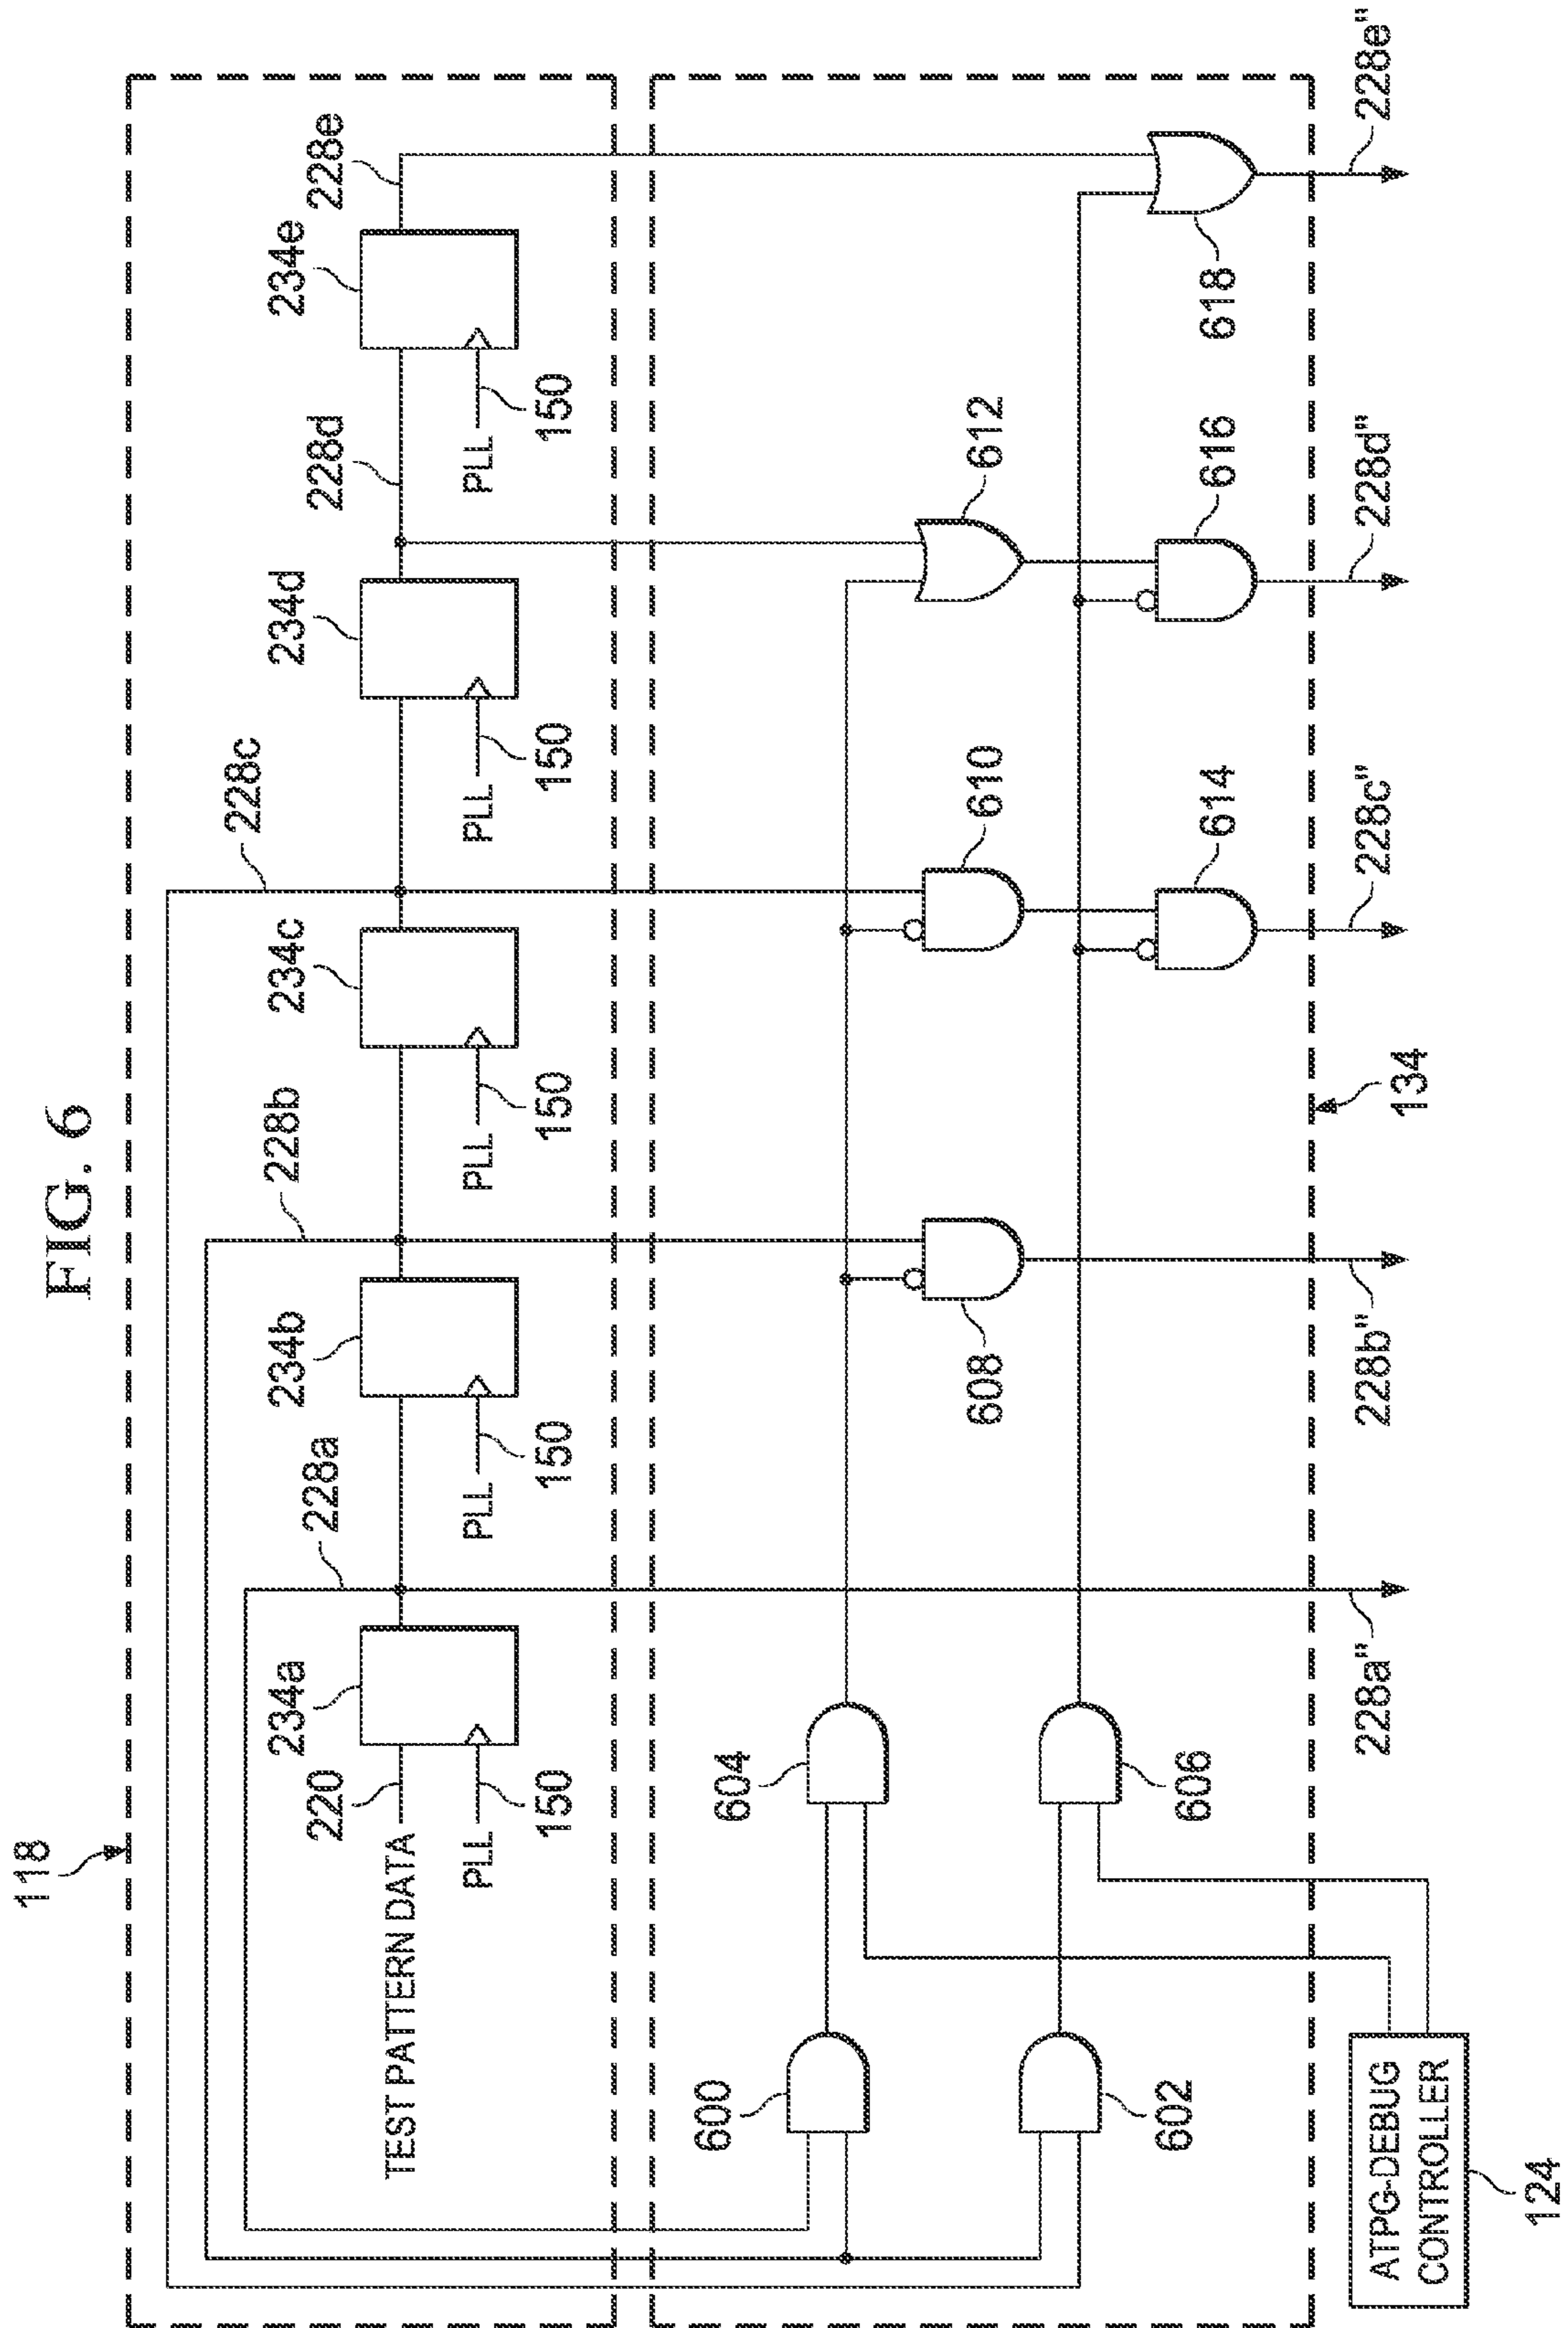 FIG. 6
118
228c
228b
228a
228d
228e
234a
234b
234c
234d
234e
TEST PATTERN DATA
220
PLL
150
PLL
150
PLL
150
PLL
150
PLL
150
600
604
608
610
612
602
606
614
616
618
ATPG-DEBUG
CONTROLLER
124
134
228a"
228b"
228c"
228d"
228e"